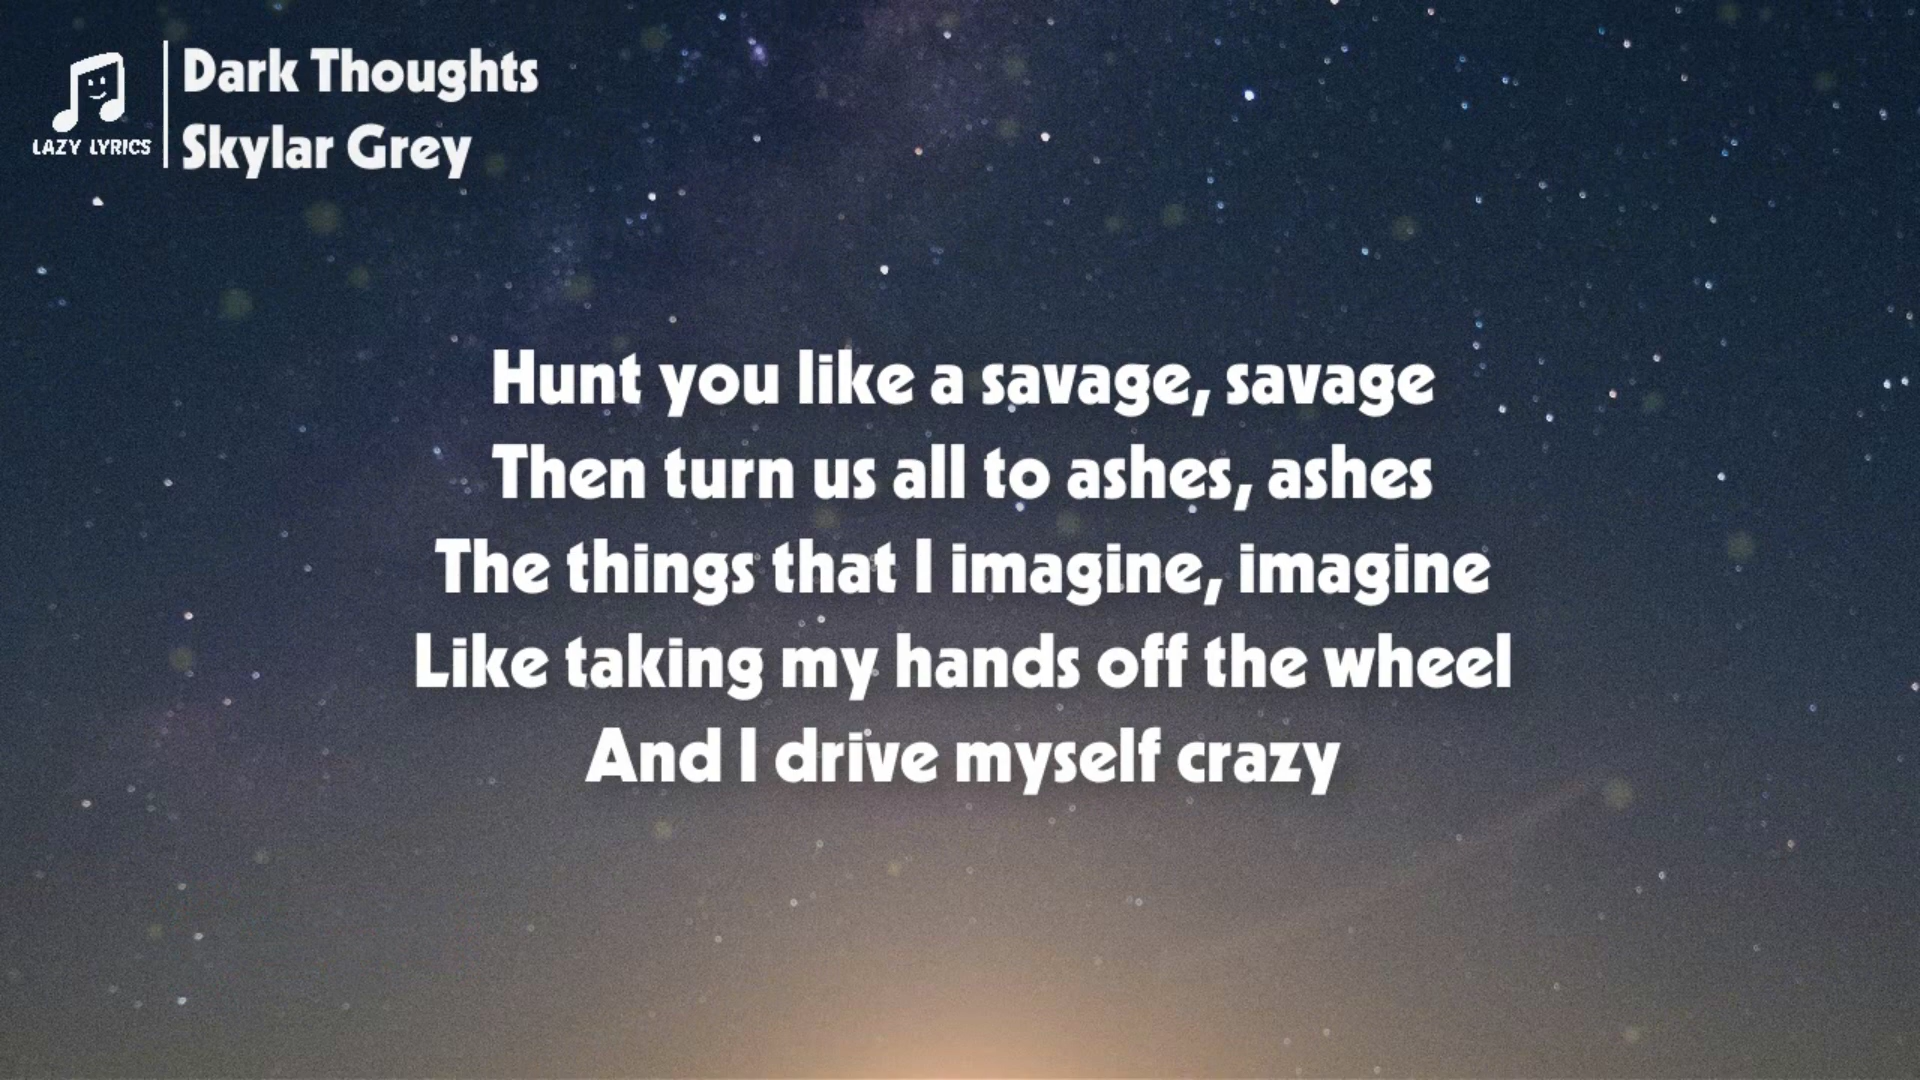 Dark Thoughts
Skylar Grey
LAZY LYRICS
Hunt you like a savage, savage
Then turn us all to ashes, ashes
The things that I imagine, imagine
Like taking my hands off the wheel
And I drive myself crazy